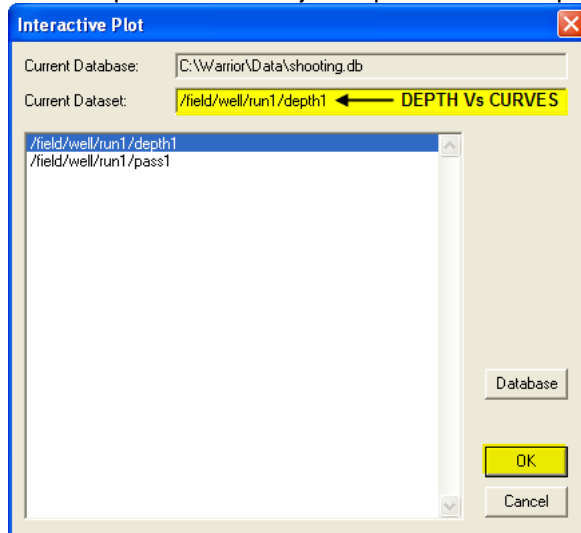 Interactive Plot
Current Database: C:\Warrior\Data\shooting.db
Current Dataset: /field/well/run1/depth1 DEPTH Vs CURVES
/field/well/run1/depth1
/field/well/run1/pass1
Database
OK
Cancel